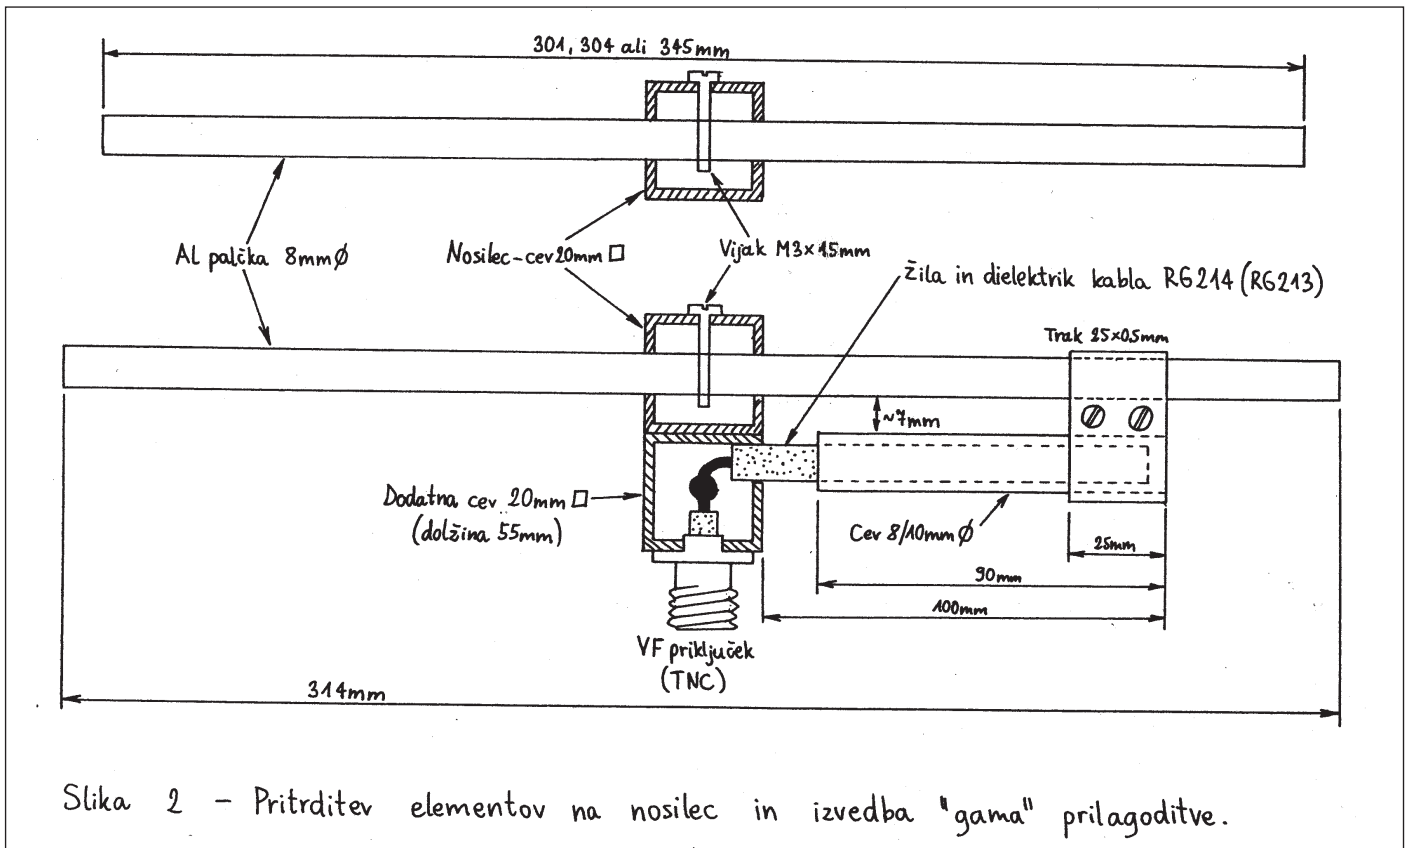 301, 304 ali 345mm
Al palčka 8mmØ
Nosilec-cev 20mm □
Vijak M3×15mm
žila in dielektrik kabla RG214 (RG213)
Trak 25×0.5mm
~7mm
Dodatna cev 20mm □
(dolžina 55mm)
Cev 8/10mm Ø
25mm
90mm
100mm
VF priključek
(TNC)
314mm
Slika 2 - Pritrditev elementov na nosilec in izvedba "gama" prilagoditve.